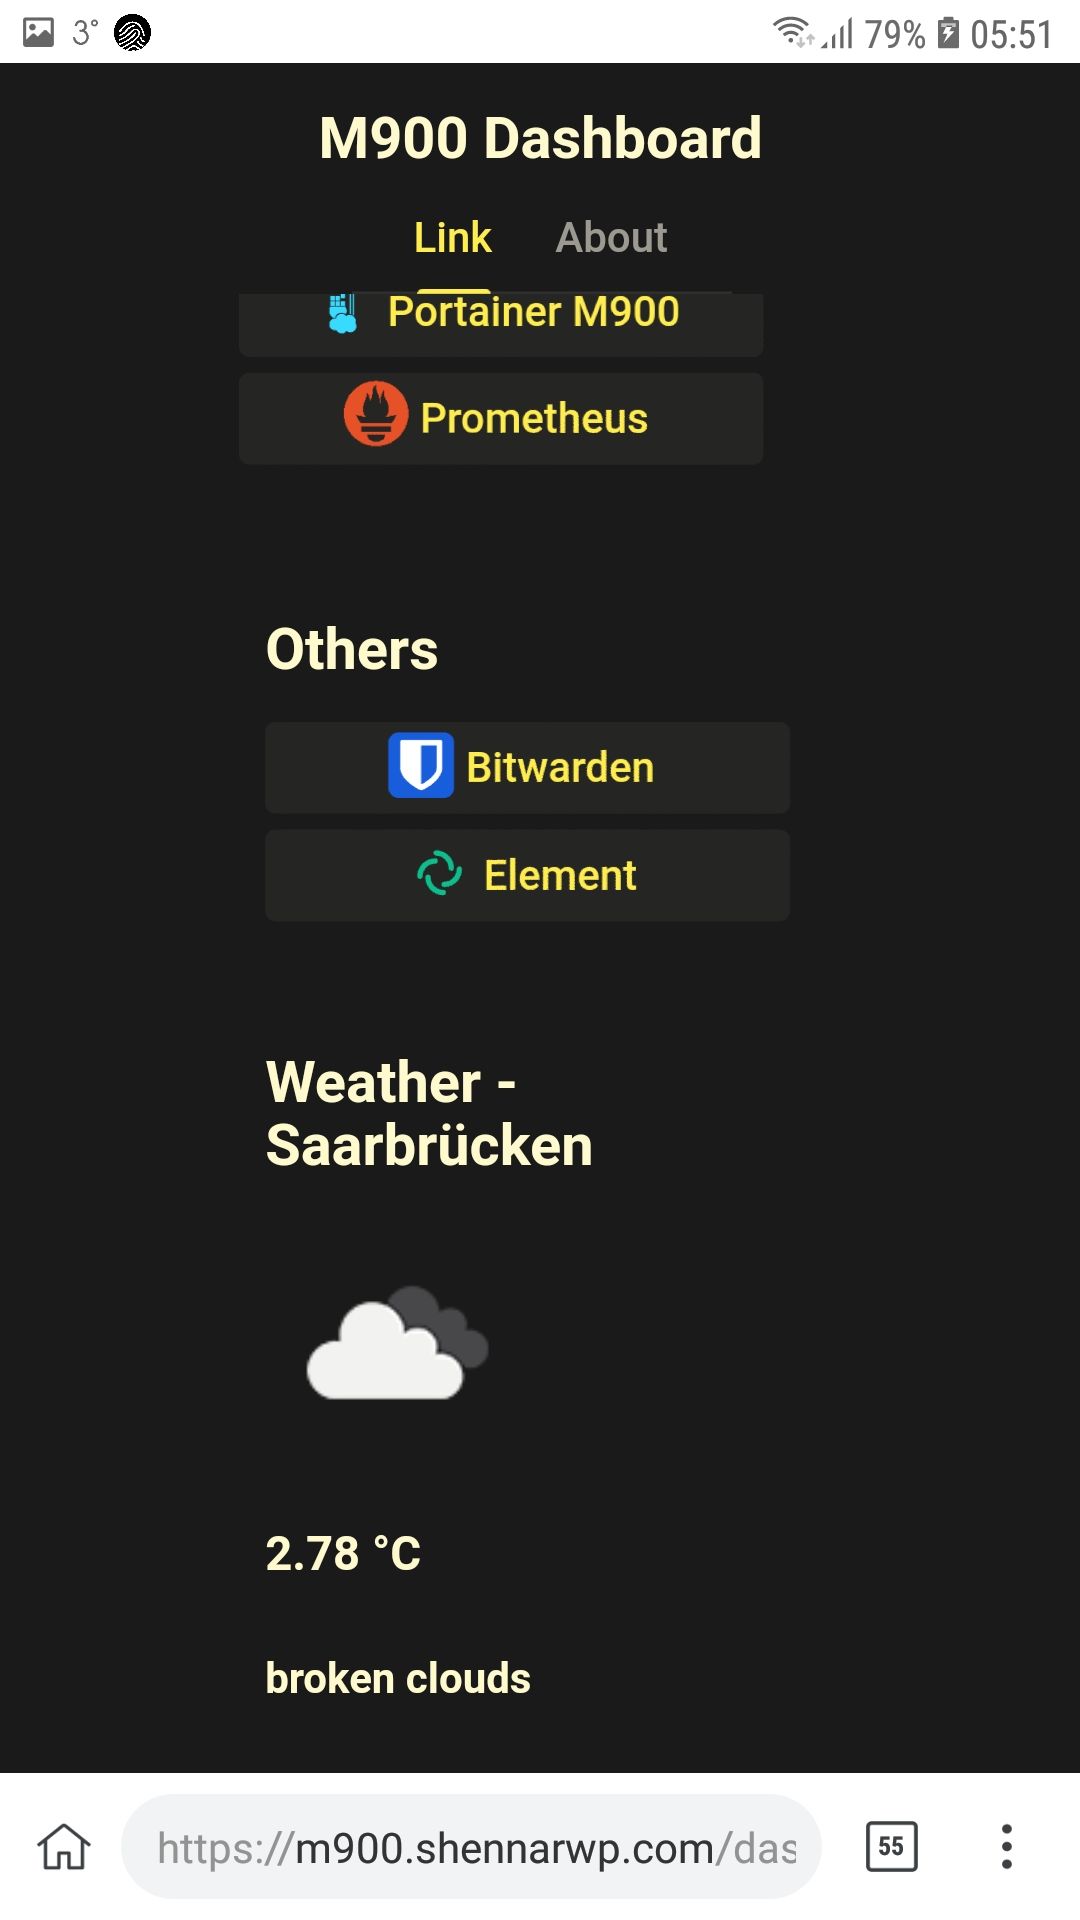 3° 79% 05:51
M900 Dashboard
Link About
Portainer M900
Prometheus
Others
Bitwarden
Element
Weather -
Saarbrücken
2.78 °C
broken clouds
https://m900.shennarwp.com/das 55